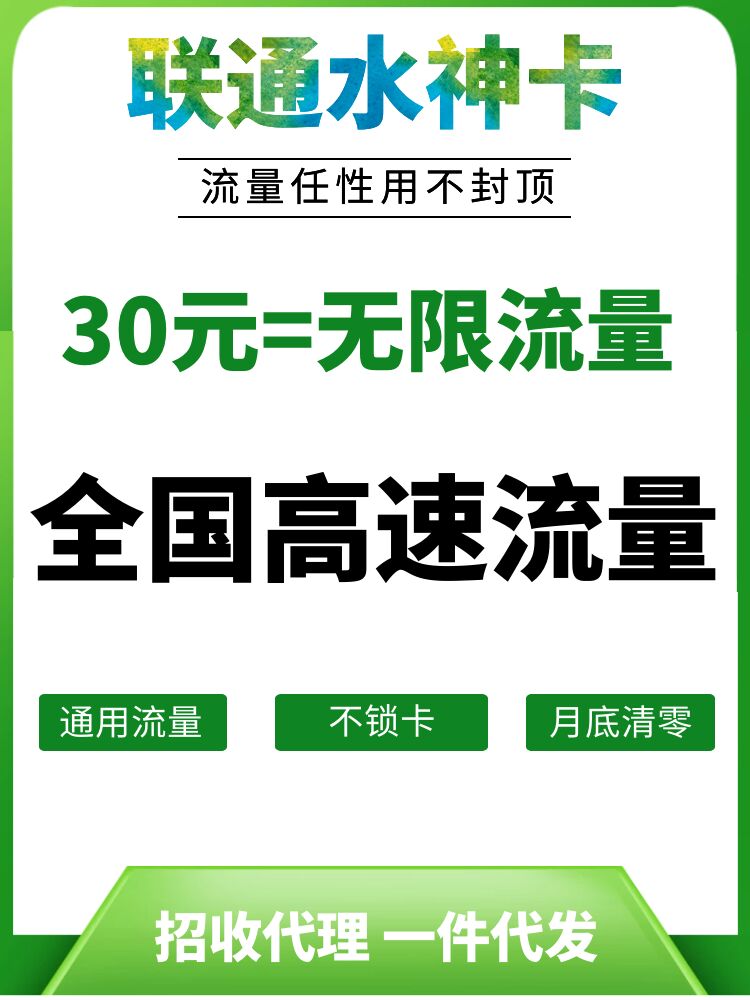 联通水神卡
流量任性用不封顶
30元=无限流量
全国高速流量
通用流量 不锁卡 月底清零
招收代理 一件代发